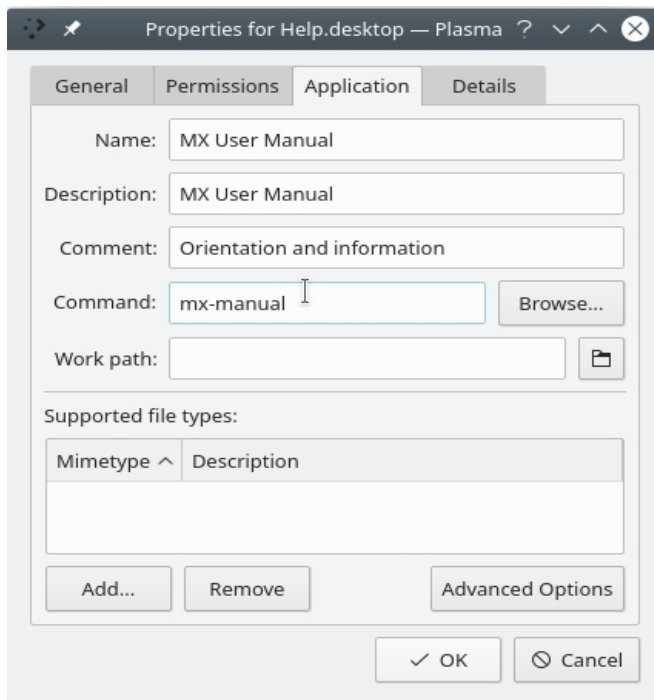 Properties for Help.desktop — Plasma ?
General Permissions Application Details
Name: MX User Manual
Description: MX User Manual
Comment: Orientation and information
Command: mx-manual Browse...
Work path:
Supported file types:
Mimetype Description
Add... Remove Advanced Options
OK Cancel